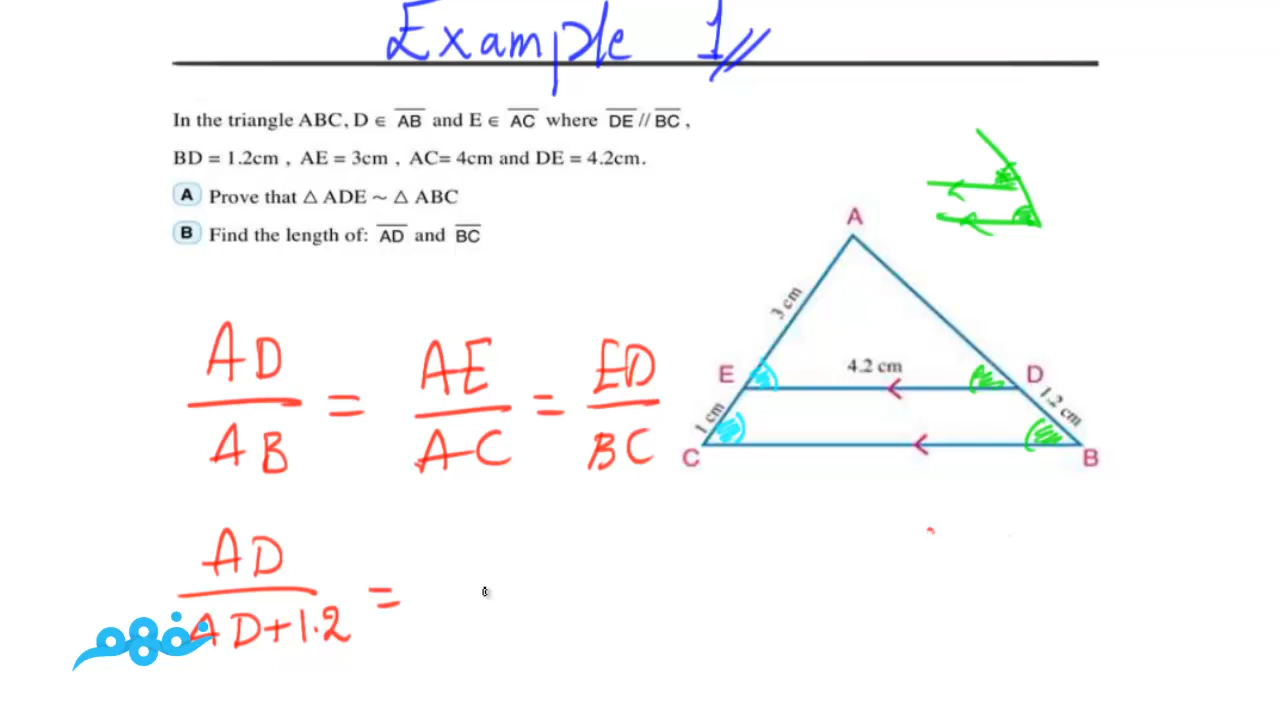 Example 1
In the triangle ABC, D ∈ AB and E ∈ AC where DE // BC ,
BD = 1.2cm , AE = 3cm , AC= 4cm and DE = 4.2cm.
A Prove that △ ADE ~ △ ABC
B Find the length of: AD and BC
A
3 cm
E
4.2 cm
D
1.2 cm
1 cm
C
B
AD/AB = AE/AC = ED/BC
AD/AD+1.2 =
نفهم